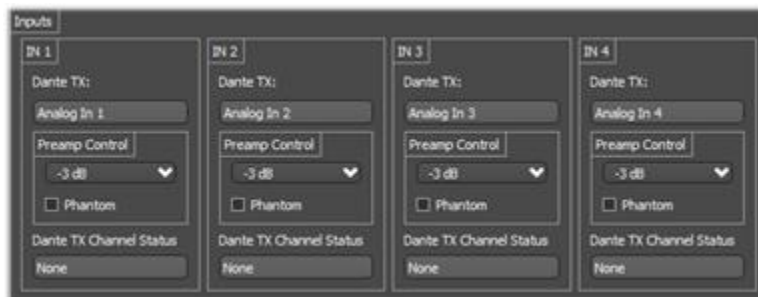 Inputs
IN 1
Dante TX:
Analog In 1
Preamp Control
-3 dB
Phantom
Dante TX Channel Status
None
IN 2
Dante TX:
Analog In 2
Preamp Control
-3 dB
Phantom
Dante TX Channel Status
None
IN 3
Dante TX:
Analog In 3
Preamp Control
-3 dB
Phantom
Dante TX Channel Status
None
IN 4
Dante TX:
Analog In 4
Preamp Control
-3 dB
Phantom
Dante TX Channel Status
None